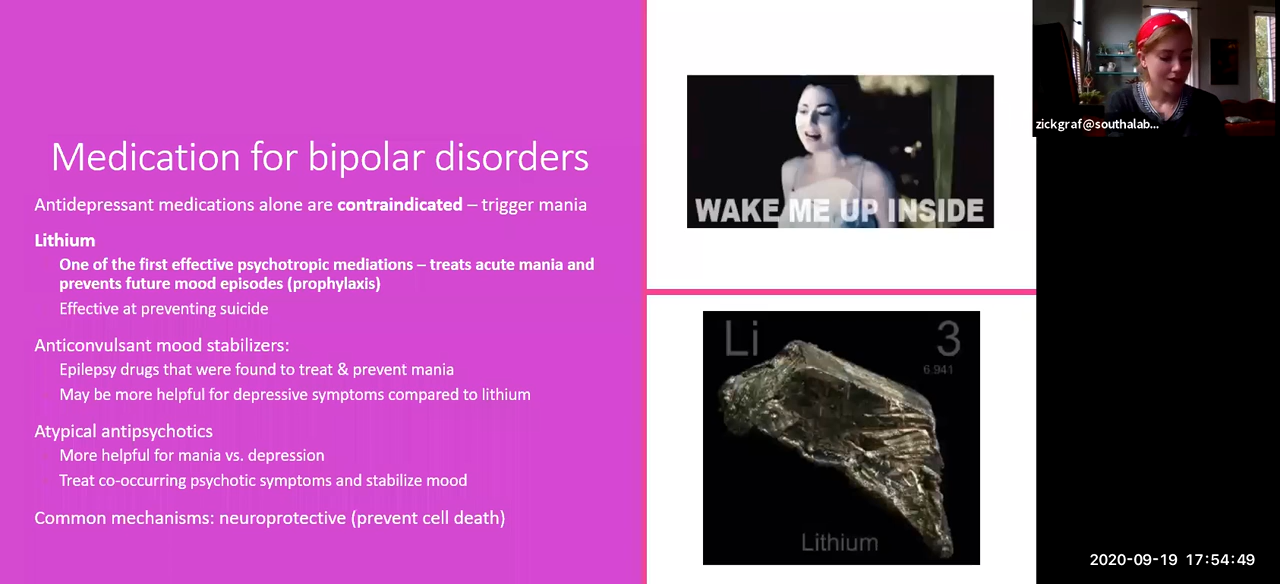 Medication for bipolar disorders
Antidepressant medications alone are contraindicated – trigger mania
Lithium
One of the first effective psychotropic mediations – treats acute mania and
prevents future mood episodes (prophylaxis)
Effective at preventing suicide
Anticonvulsant mood stabilizers:
Epilepsy drugs that were found to treat & prevent mania
May be more helpful for depressive symptoms compared to lithium
Atypical antipsychotics
More helpful for mania vs. depression
Treat co-occurring psychotic symptoms and stabilize mood
Common mechanisms: neuroprotective (prevent cell death)
WAKE ME UP INSIDE
Li 3
6.941
Lithium
zickgraf@southalab...
2020-09-19 17:54:49